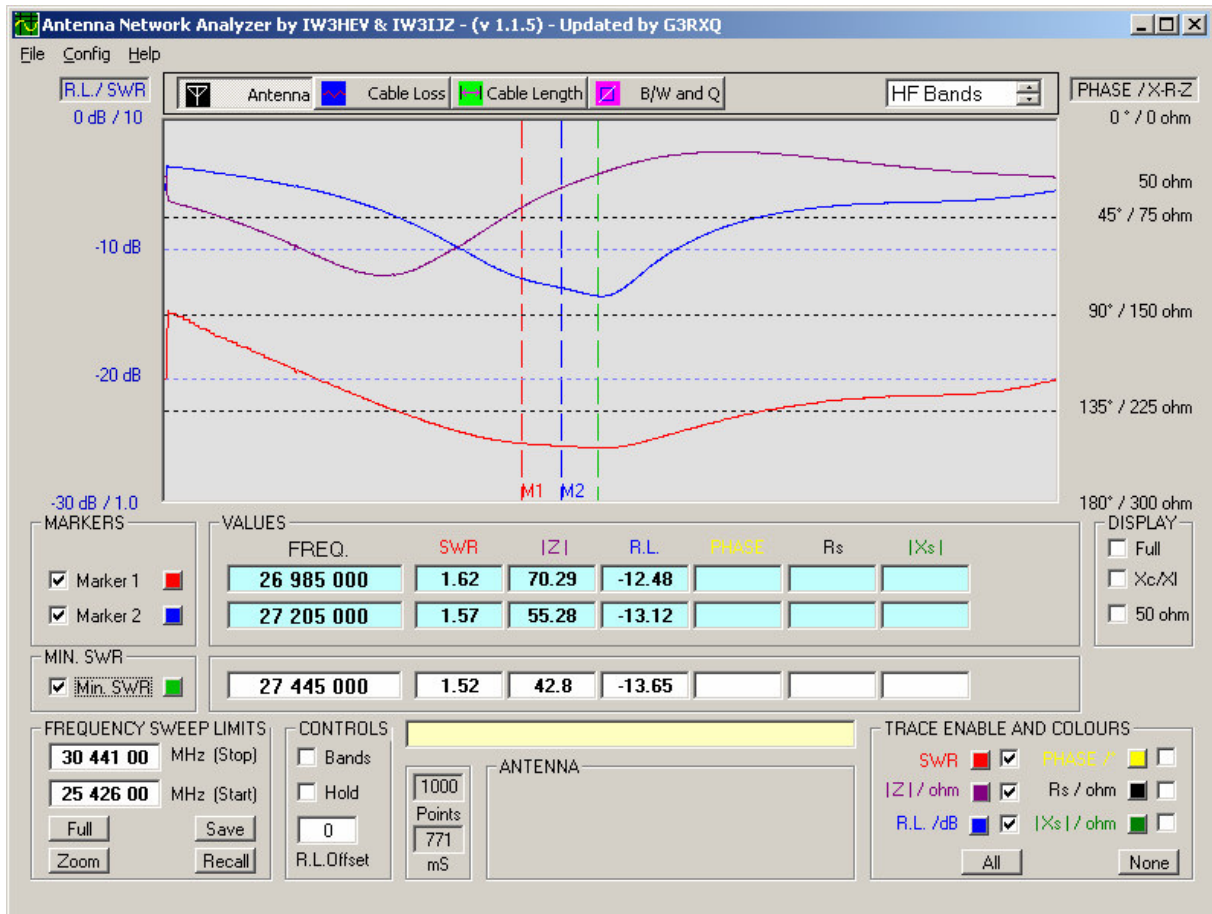 Antenna Network Analyzer by IW3HEV & IW3IJZ - (v 1.1.5) - Updated by G3RXQ
File Config Help
R.L./ SWR Antenna Cable Loss Cable Length B/W and Q HF Bands PHASE / X-R-Z
0 dB / 10 0 ° / 0 ohm
50 ohm
45° / 75 ohm
-10 dB
90° / 150 ohm
-20 dB
135° / 225 ohm
M1 M2
-30 dB / 1.0 180° / 300 ohm
MARKERS VALUES DISPLAY
FREQ. SWR |Z| R.L. PHASE Rs |Xs| Full
Marker 1 26 985 000 1.62 70.29 -12.48 Xc/Xl
Marker 2 27 205 000 1.57 55.28 -13.12 50 ohm
MIN. SWR
Min. SWR 27 445 000 1.52 42.8 -13.65
FREQUENCY SWEEP LIMITS CONTROLS TRACE ENABLE AND COLOURS
30 441 00 MHz (Stop) Bands ANTENNA SWR PHASE /°
25 426 00 MHz (Start) Hold 1000 |Z| / ohm Rs / ohm
Full Save 0 Points R.L. /dB |Xs| / ohm
Zoom Recall R.L.Offset 771 All None
mS